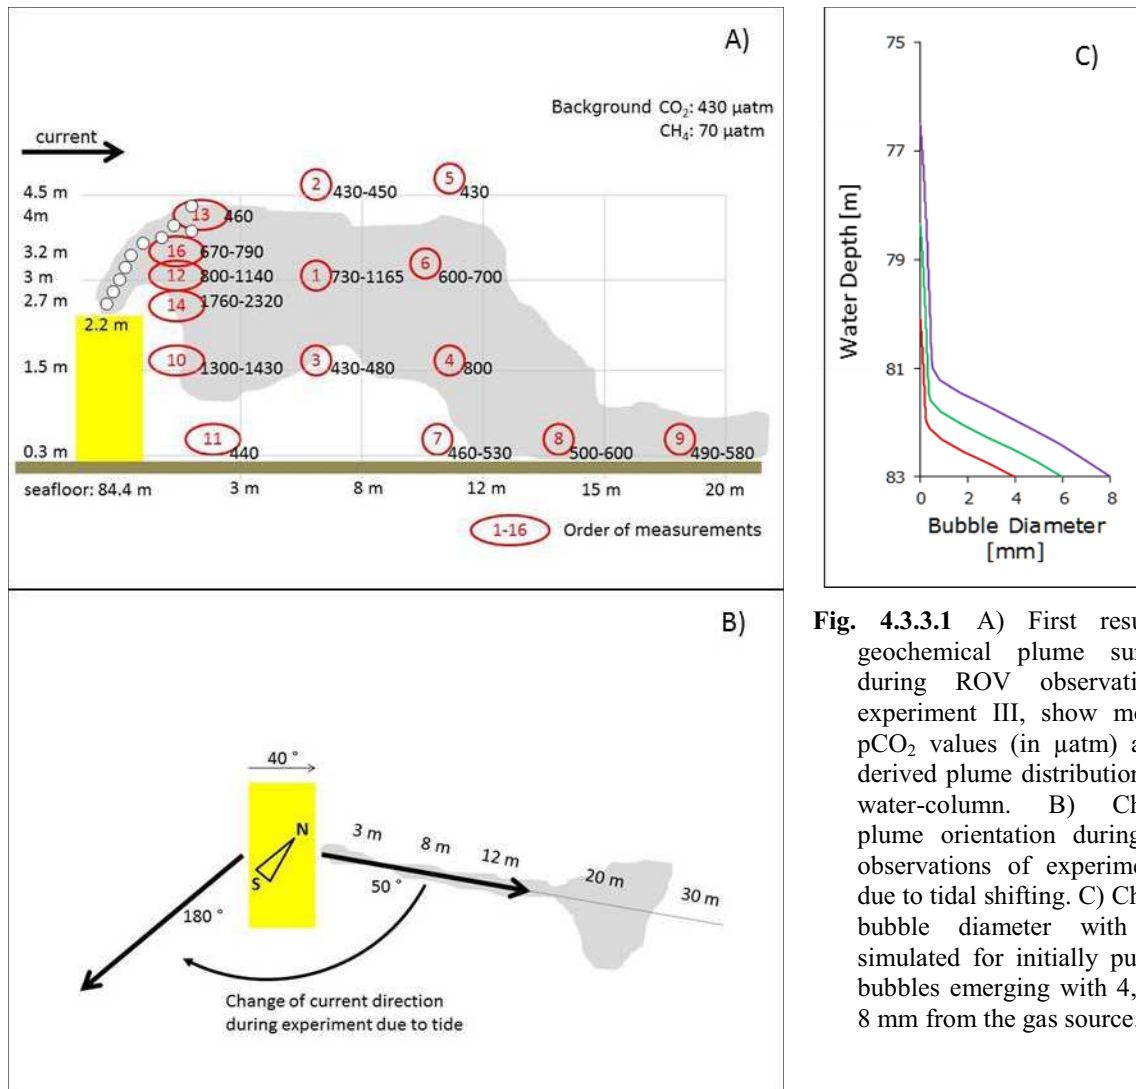 A)
Background CO₂: 430 µatm
CH₄: 70 µatm
current
4.5 m
2
430-450
5
430
4m
13
460
3.2 m
16
670-790
6
3 m
12
800-1140
1
730-1165
600-700
2.7 m
14
1760-2320
2.2 m
1.5 m
10
1300-1430
3
430-480
4
800
0.3 m
11
440
7
460-530
8
500-600
9
490-580
seafloor: 84.4 m
3 m
8 m
12 m
15 m
20 m
1-16
Order of measurements
B)
40 °
N
S
3 m
8 m
12 m
20 m
30 m
50 °
180 °
Change of current direction
during experiment due to tide
C)
75
77
79
81
83
Water Depth [m]
0 2 4 6 8
Bubble Diameter
[mm]
Fig. 4.3.3.1 A) First
geochemical plume
during ROV
experiment III, show
pCO₂ values (in µatm)
derived plume distribution
water-column. B)
plume orientation during
observations of
due to tidal shifting. C)
bubble diameter with
simulated for initially
bubbles emerging with 4,
8 mm from the gas source.